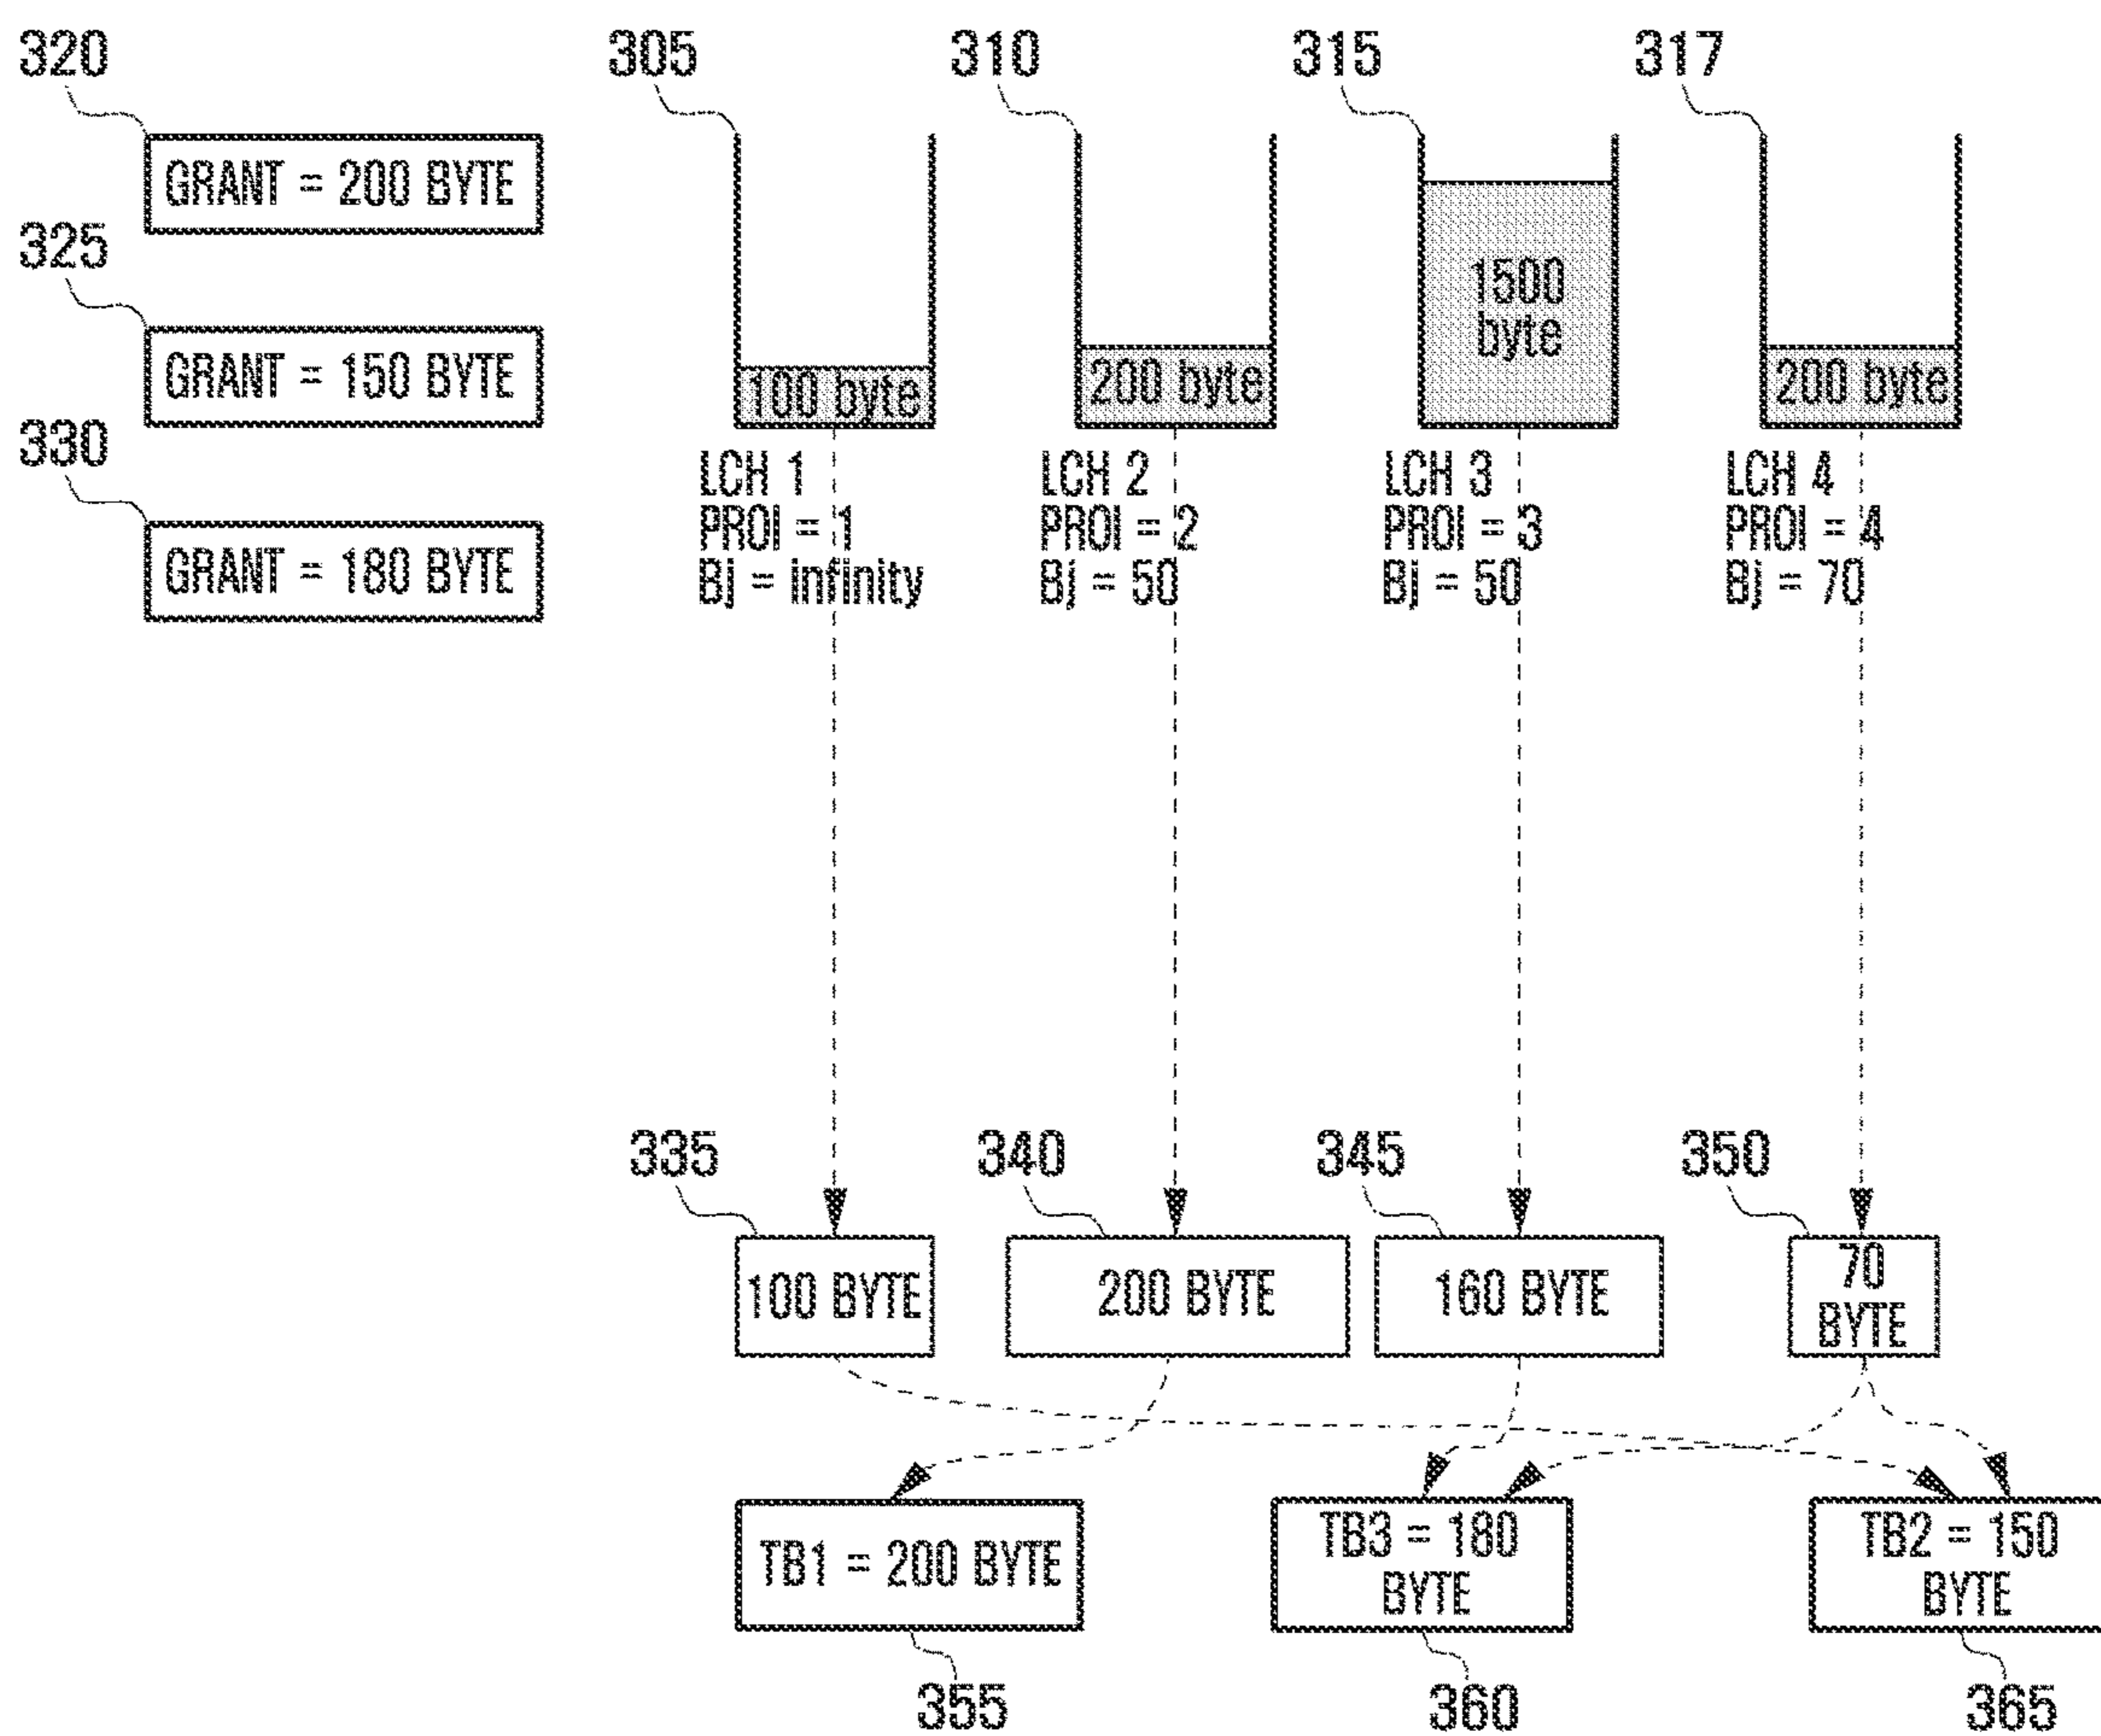 320
305
310
315
317
GRANT = 200 BYTE
325
GRANT = 150 BYTE
330
GRANT = 180 BYTE
100 byte
200 byte
1500
byte
200 byte
LCH 1
PROI = 1
Bj = infinity
LCH 2
PROI = 2
Bj = 50
LCH 3
PROI = 3
Bj = 50
LCH 4
PROI = 4
Bj = 70
335
340
345
350
100 BYTE
200 BYTE
160 BYTE
70
BYTE
TB1 = 200 BYTE
TB3 = 180
BYTE
TB2 = 150
BYTE
355
360
365